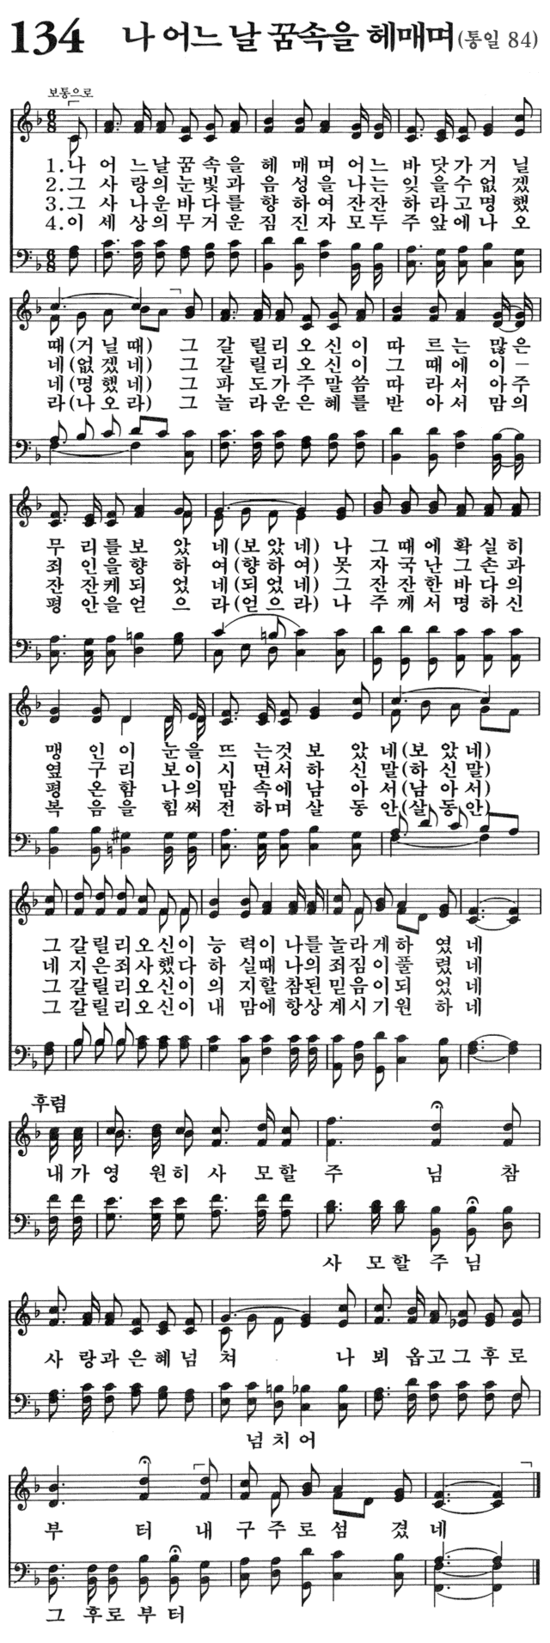 134 나 어느 날 꿈속을 헤매며(통일 84)
보통으로
1.나 어 느날 꿈 속을 헤 매며 어느 바 닷가 거 닐
2.그 사 랑의 눈빛과 음 성을 나는 잊 을수 없 겠
3.그 사 나운 바다를 향 하여 잔잔 하 라고 명 했
4.이 세 상의 무거운 짐 진자 모두 주 앞에 나 오
때(거 닐때) 그 갈 릴리 오 신이 따 르는 많은
네(없겠네) 그 갈 릴리 오 신이 그 때에 이-
네(명했네) 그 파 도가 주 말씀 따 라서 아주
라(나오라) 그 놀 라운 은 혜를 받 아서 맘의
무 리를 보 았 네(보았네) 나 그때에 확실히
죄 인을 향 하 여(향하여) 못 자국난 그 손과
잔 잔케 되 었 네(되었네) 그 잔잔한 바다의
평 안을 얻 으 라(얻으라) 나 주께서 명하신
맹 인이 눈을 뜨 는것 보 았 네(보 았네)
옆 구리 보이 시 면서 하 신 말(하 신말)
평 온함 나의 맘 속에 남 아 서(남 아서)
복 음을 힘써 전 하며 살 동 안(살 동안)
그 갈릴리오신이 능 력이 나를 놀라게하 였 네
네 지은죄사했다 하 실때 나의 죄짐이풀 렸 네
그 갈릴리오신이 의 지할 참된 믿음이되 었 네
그 갈릴리오신이 내 맘에 항상 계시기원 하 네
후렴
내가 영 원히 사 모할 주 님 참
사 모할 주 님
사 랑과 은혜 넘 쳐 나 뵈 옵고그후로
넘치어
부 터 내 구 주 로 섬 겼 네
그 후로 부터